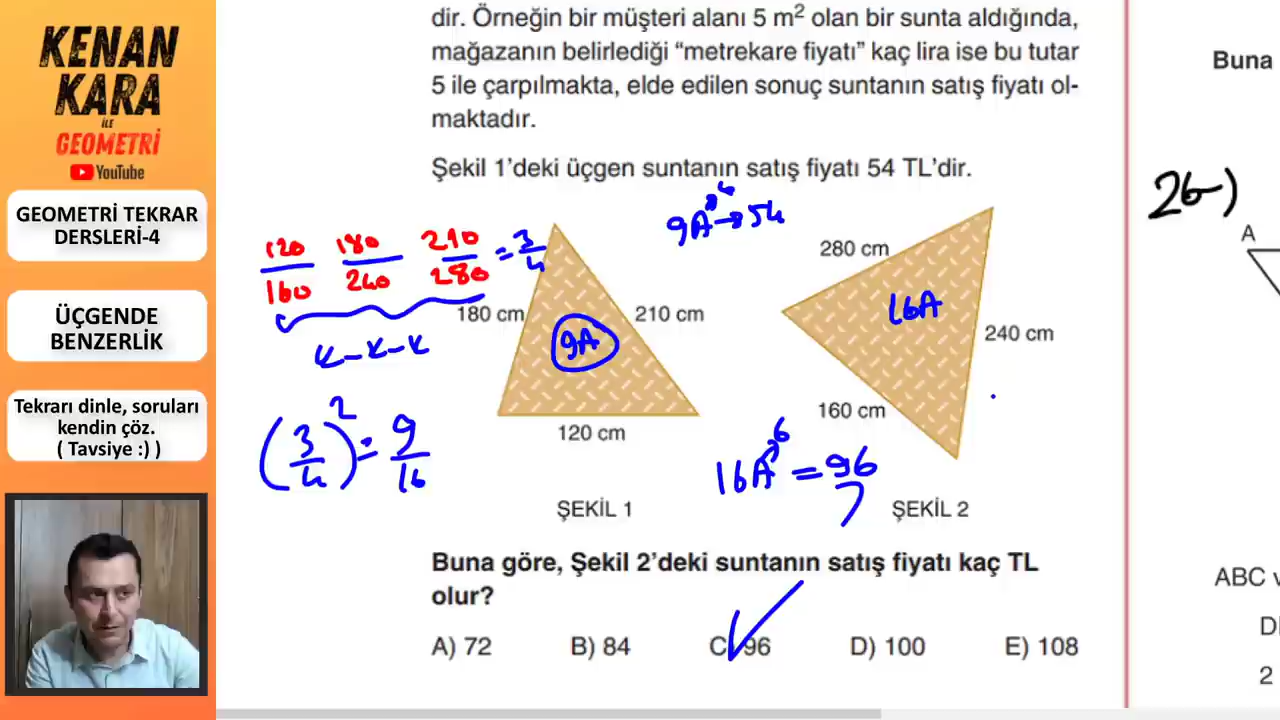 KENAN
KARA
İLE
GEOMETRİ
YouTube
GEOMETRİ TEKRAR
DERSLERİ-4
ÜÇGENDE
BENZERLİK
Tekrarı dinle, soruları
kendin çöz.
( Tavsiye :) )
dir. Örneğin bir müşteri alanı 5 m² olan bir sunta aldığında,
mağazanın belirlediği “metrekare fiyatı” kaç lira ise bu tutar
5 ile çarpılmakta, elde edilen sonuç suntanın satış fiyatı ol-
maktadır.
Şekil 1’deki üçgen suntanın satış fiyatı 54 TL’dir.
120/160 180/240 210/280 = 3/4
K-K-K
(3/4)² = 9/16
180 cm
210 cm
9A
120 cm
ŞEKİL 1
9A → 54
6
280 cm
16A
240 cm
160 cm
6
16A = 96
ŞEKİL 2
Buna göre, Şekil 2’deki suntanın satış fiyatı kaç TL
olur?
A) 72 B) 84 C) 96 D) 100 E) 108
Buna
26-)
A
ABC
2